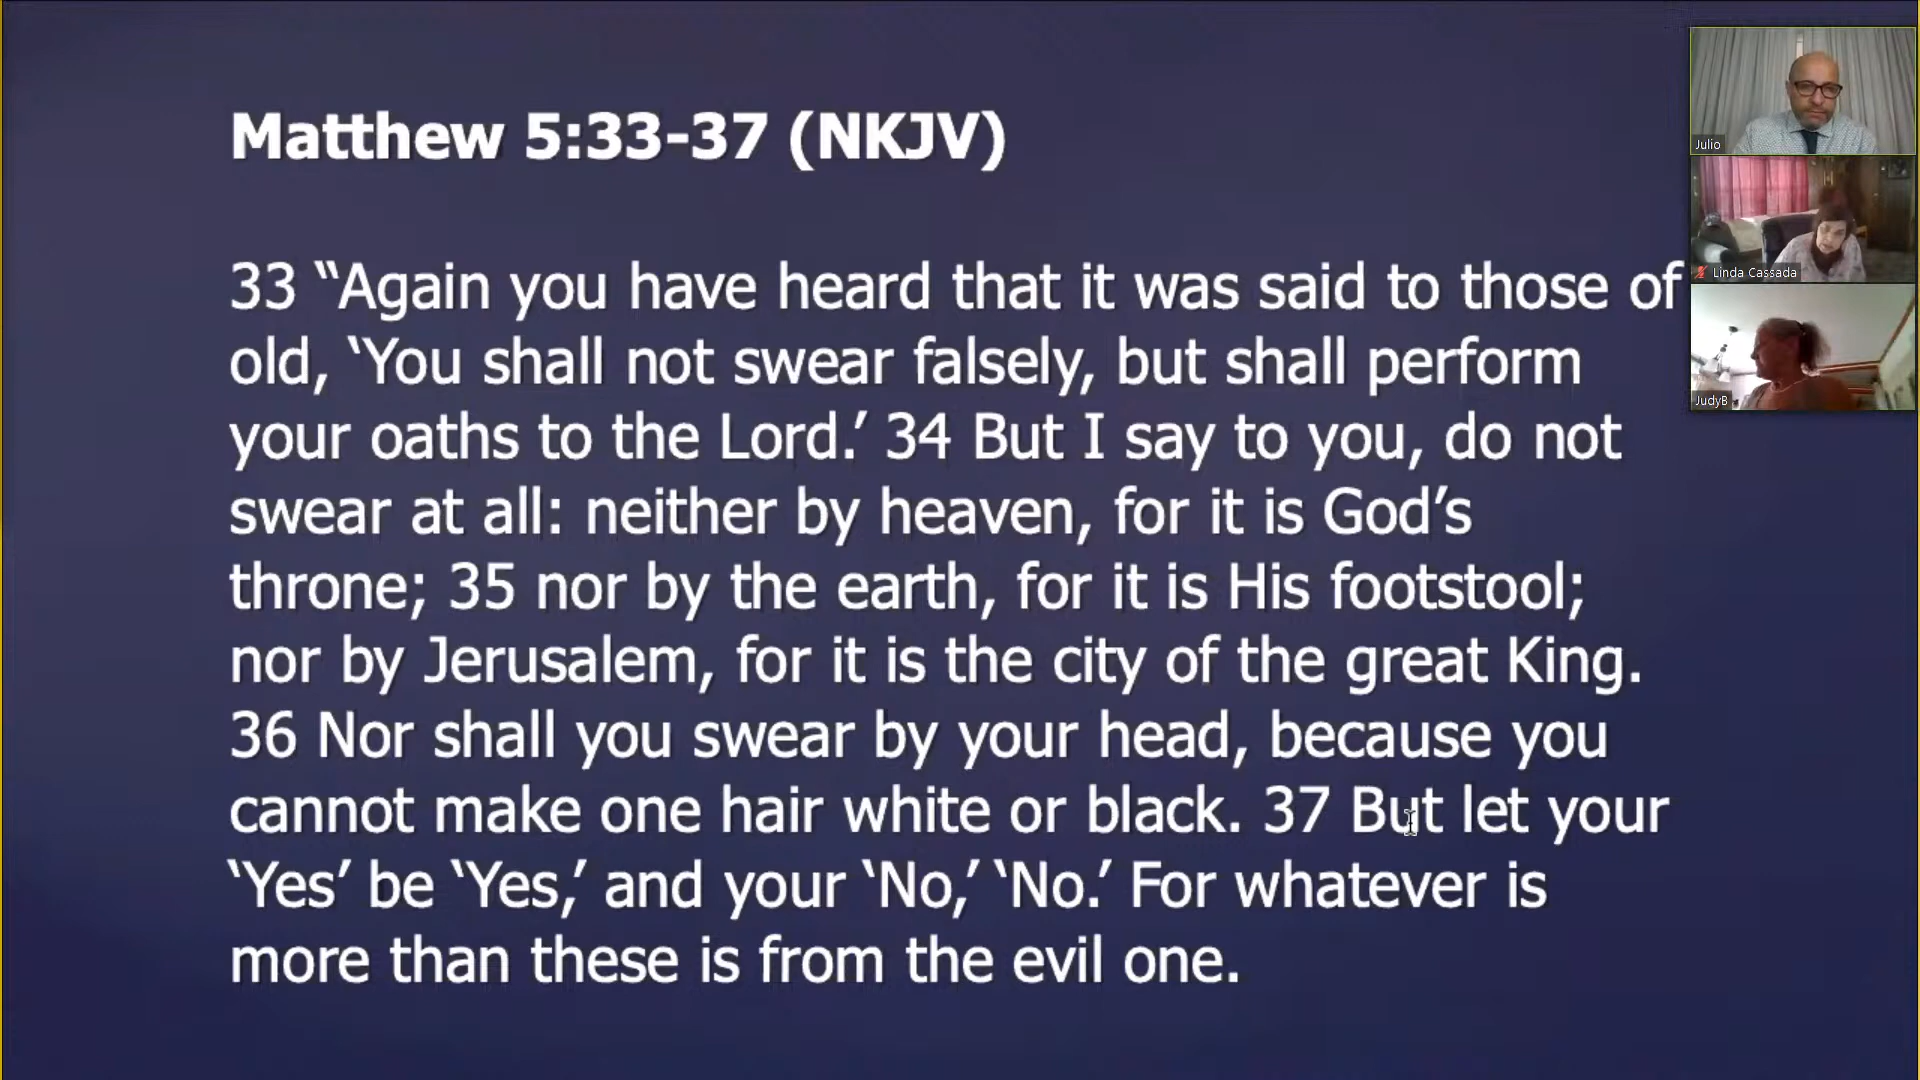 Matthew 5:33-37 (NKJV)
33 “Again you have heard that it was said to those of
old, ‘You shall not swear falsely, but shall perform
your oaths to the Lord.’ 34 But I say to you, do not
swear at all: neither by heaven, for it is God’s
throne; 35 nor by the earth, for it is His footstool;
nor by Jerusalem, for it is the city of the great King.
36 Nor shall you swear by your head, because you
cannot make one hair white or black. 37 But let your
‘Yes’ be ‘Yes,’ and your ‘No,’ ‘No.’ For whatever is
more than these is from the evil one.
Julio
Linda Cassada
JudyB